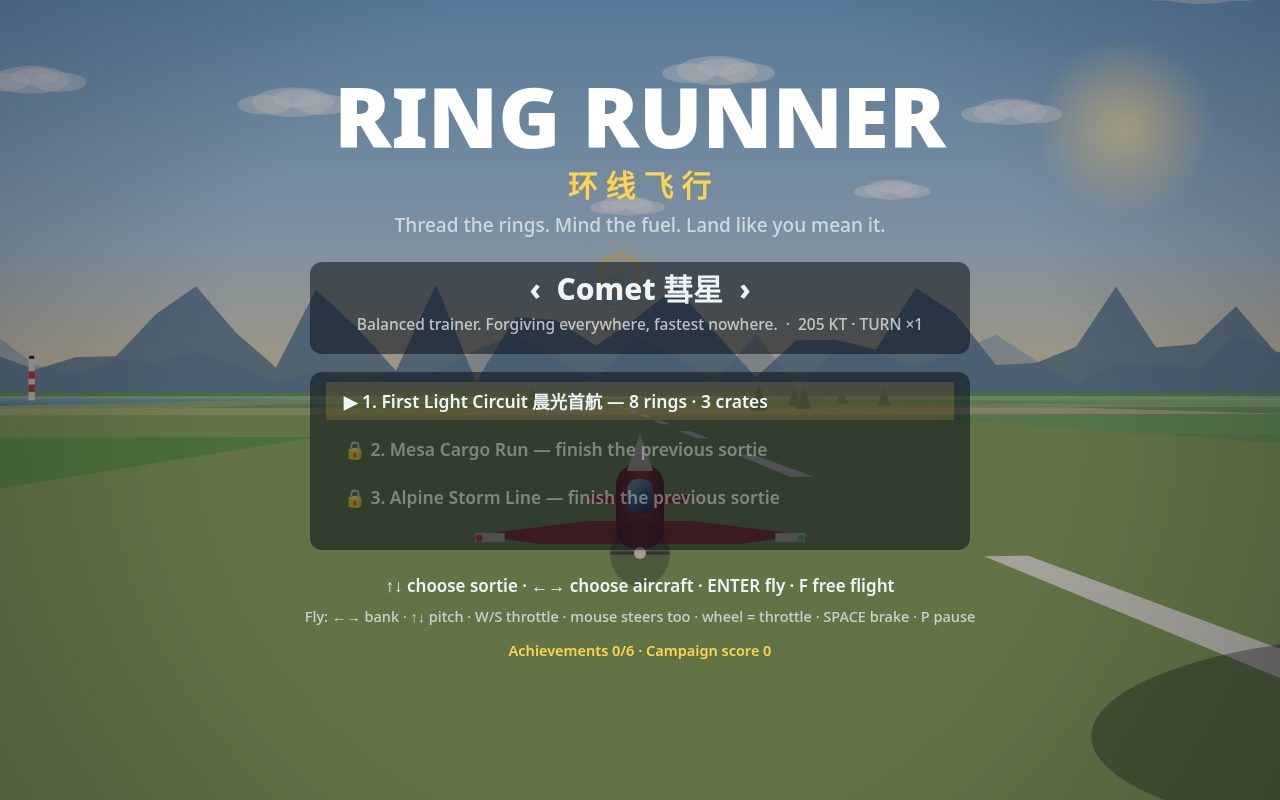 RING RUNNER
环线飞行
Thread the rings. Mind the fuel. Land like you mean it.
‹ Comet 彗星 ›
Balanced trainer. Forgiving everywhere, fastest nowhere. · 205 KT · TURN ×1
▶ 1. First Light Circuit 晨光首航 — 8 rings · 3 crates
🔒 2. Mesa Cargo Run — finish the previous sortie
🔒 3. Alpine Storm Line — finish the previous sortie
↑↓ choose sortie · ←→ choose aircraft · ENTER fly · F free flight
Fly: ←→ bank · ↑↓ pitch · W/S throttle · mouse steers too · wheel = throttle · SPACE brake · P pause
Achievements 0/6 · Campaign score 0